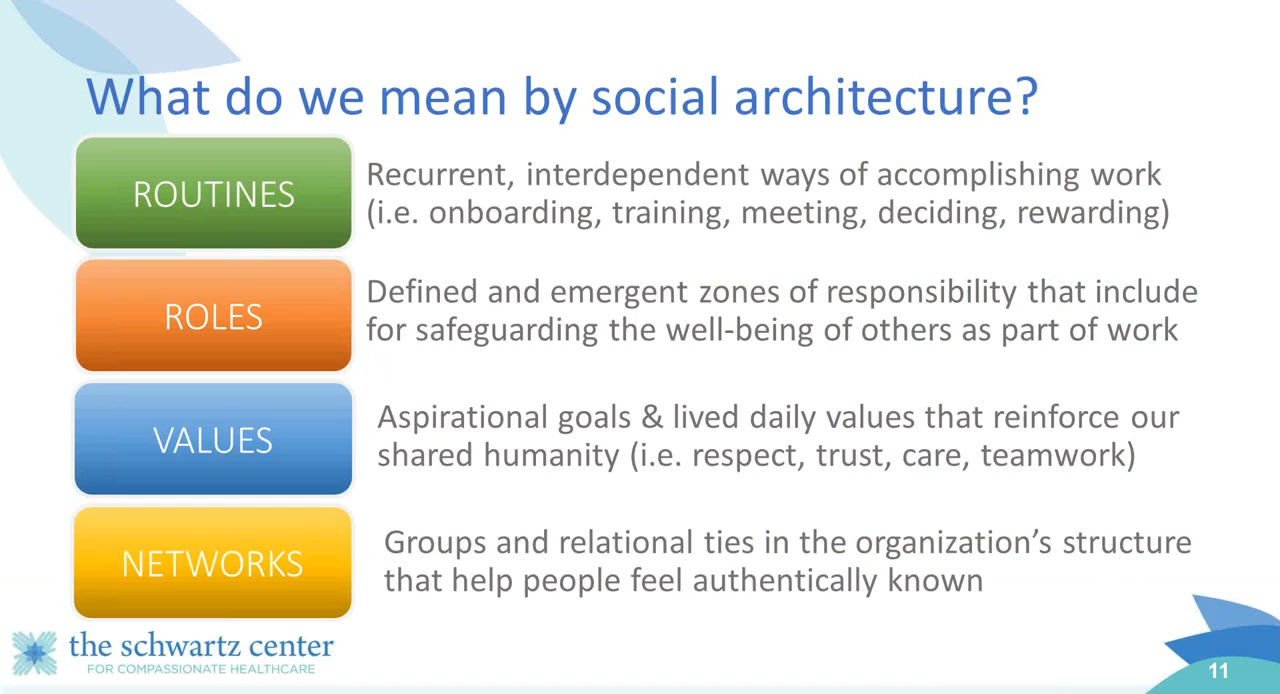 What do we mean by social architecture?
ROUTINES
Recurrent, interdependent ways of accomplishing work
(i.e. onboarding, training, meeting, deciding, rewarding)
ROLES
Defined and emergent zones of responsibility that include
for safeguarding the well-being of others as part of work
VALUES
Aspirational goals & lived daily values that reinforce our
shared humanity (i.e. respect, trust, care, teamwork)
NETWORKS
Groups and relational ties in the organization’s structure
that help people feel authentically known
the schwartz center
FOR COMPASSIONATE HEALTHCARE
11